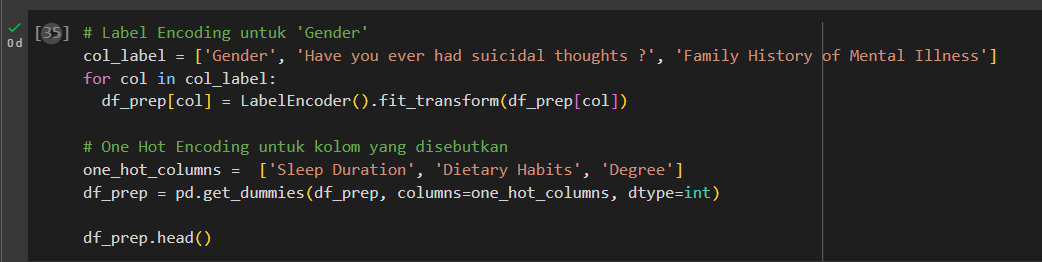 [35] # Label Encoding untuk 'Gender'
0 d
col_label = ['Gender', 'Have you ever had suicidal thoughts ?', 'Family History of Mental Illness']
for col in col_label:
  df_prep[col] = LabelEncoder().fit_transform(df_prep[col])
# One Hot Encoding untuk kolom yang disebutkan
one_hot_columns =  ['Sleep Duration', 'Dietary Habits', 'Degree']
df_prep = pd.get_dummies(df_prep, columns=one_hot_columns, dtype=int)
df_prep.head()